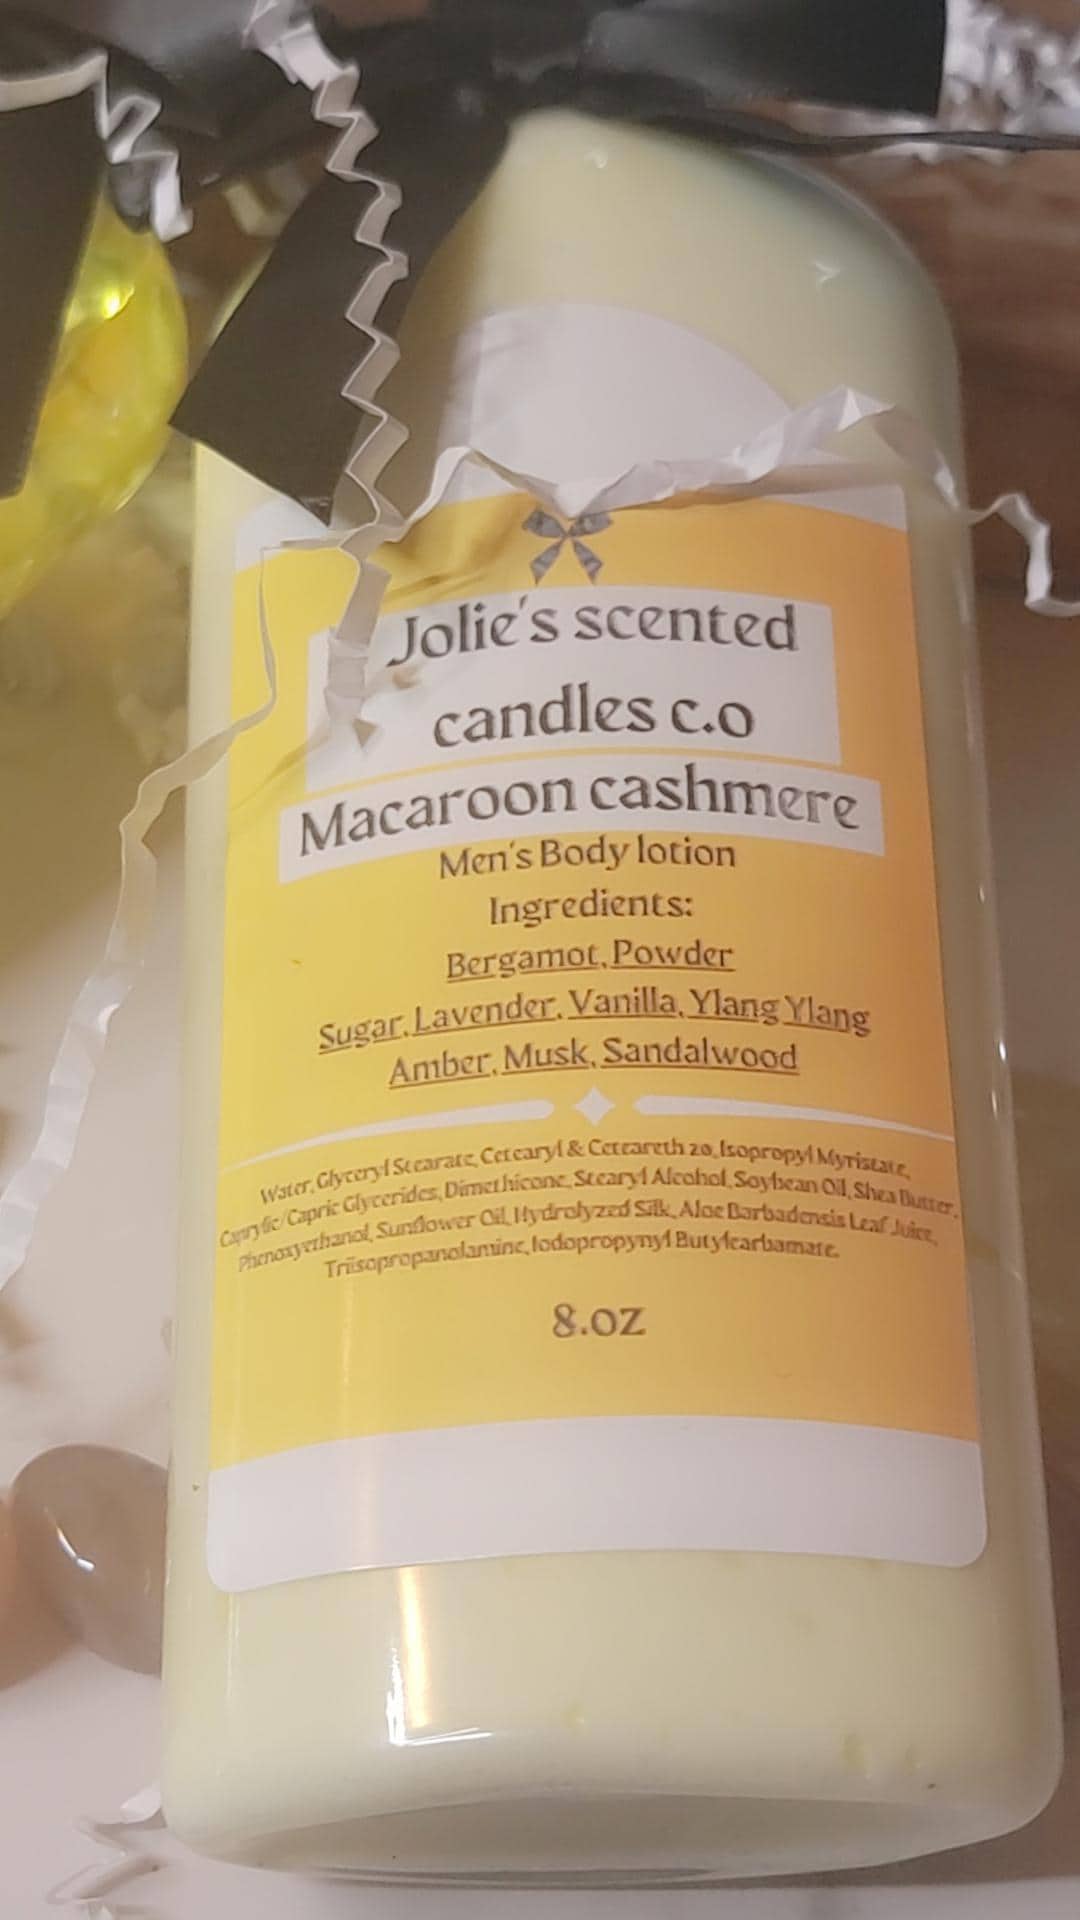 Jolie's scented
candles c.o
Macaroon cashmere
Men's Body lotion
Ingredients:
Bergamot, Powder
Sugar, Lavender, Vanilla, Ylang Ylang
Amber, Musk, Sandalwood
Water, Glyceryl Stearate, Cetearyl & Ceteareth 20, Isopropyl Myristate,
Caprylic/Capric Glycerides, Dimethicone, Stearyl Alcohol, Soybean Oil, Shea Butter,
Phenoxyethanol, Sunflower Oil, Hydrolyzed Silk, Aloe Barbadensis Leaf Juice,
Triisopropanolamine, Iodopropynyl Butylcarbamate.
8.oz